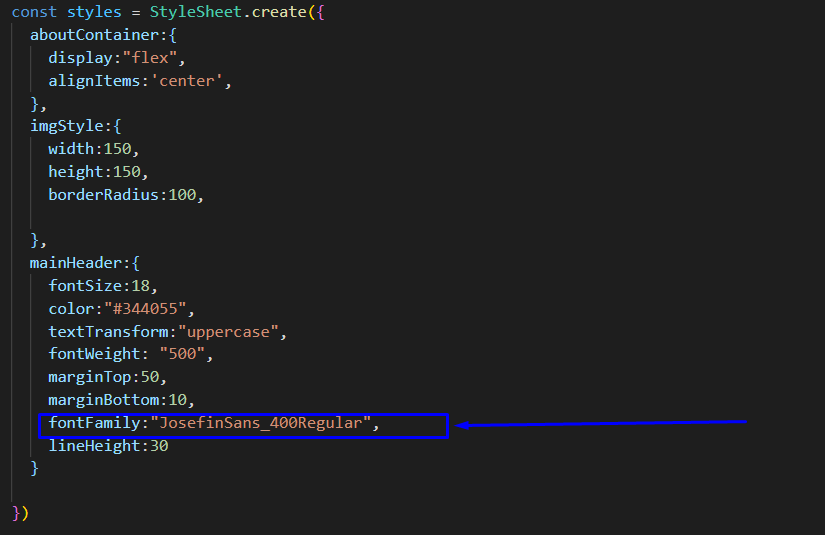 const styles = StyleSheet.create({
aboutContainer:{
display:"flex",
alignItems:'center',
},
imgStyle:{
width:150,
height:150,
borderRadius:100,
},
mainHeader:{
fontSize:18,
color:"#344055",
textTransform:"uppercase",
fontWeight: "500",
marginTop:50,
marginBottom:10,
fontFamily:"JosefinSans_400Regular",
lineHeight:30
}
})